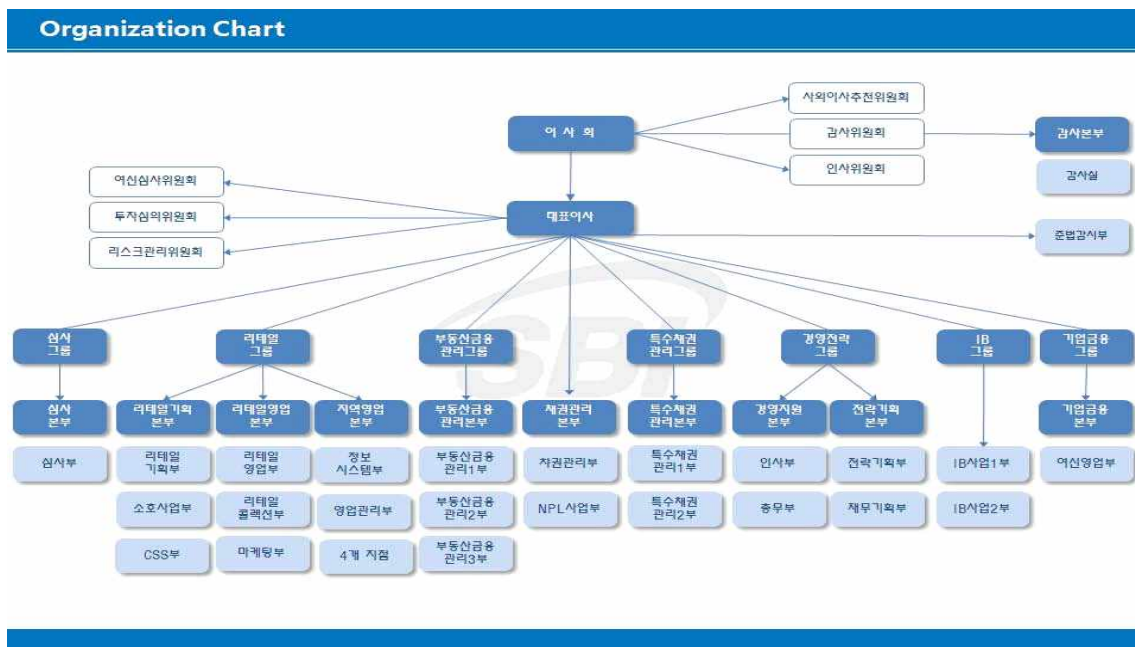 Organization Chart
사외이사추천위원회
이 사 회
감사위원회
감사본부
인사위원회
감사실
여신심사위원회
투자심의위원회
대표이사
준법감시부
리스크관리위원회
SBI
심사
그룹
리테일
그룹
부동산금융
관리그룹
특수채권
관리그룹
경영전략
그룹
IB
그룹
기업금융
그룹
심사
본부
리테일기획
본부
리테일영업
본부
지역영업
본부
부동산금융
관리본부
채권관리
본부
특수채권
관리본부
경영지원
본부
전략기획
본부
기업금융
본부
심사부
리테일
기획부
리테일
영업부
정보
시스템부
부동산금융
관리1부
채권관리부
특수채권
관리1부
인사부
전략기획부
IB사업1부
여신영업부
소호사업부
리테일
콜렉션부
영업관리부
부동산금융
관리2부
NPL사업부
특수채권
관리2부
총무부
재무기획부
IB사업2부
CSS부
마케팅부
4개 지점
부동산금융
관리3부